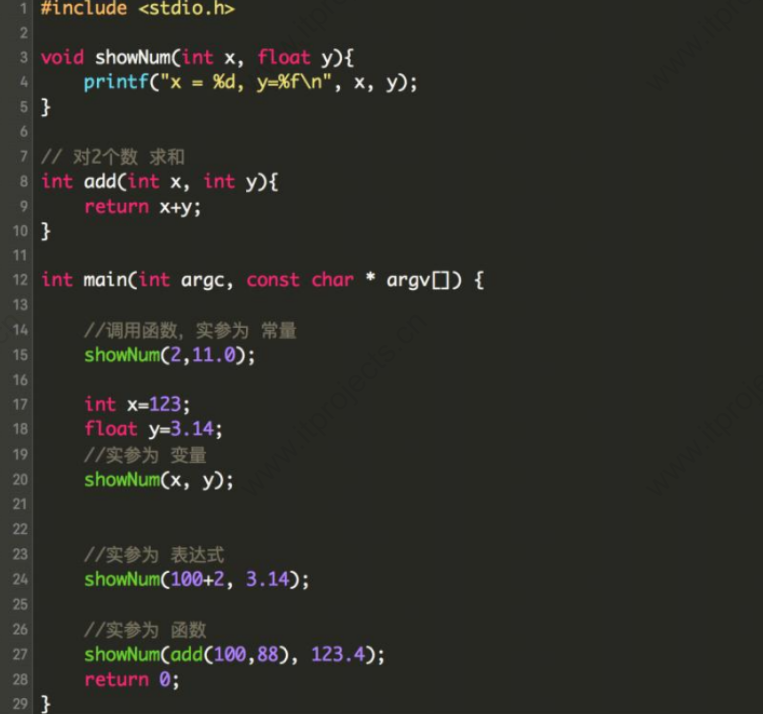 1 #include <stdio.h>
2
3 void showNum(int x, float y){
4     printf("x = %d, y=%f\n", x, y);
5 }
6
7 // 对2个数 求和
8 int add(int x, int y){
9     return x+y;
10 }
11
12 int main(int argc, const char * argv[]) {
13
14     //调用函数，实参为 常量
15     showNum(2,11.0);
16
17     int x=123;
18     float y=3.14;
19     //实参为 变量
20     showNum(x, y);
21
22
23     //实参为 表达式
24     showNum(100+2, 3.14);
25
26     //实参为 函数
27     showNum(add(100,88), 123.4);
28     return 0;
29 }
www.itprojects.cn